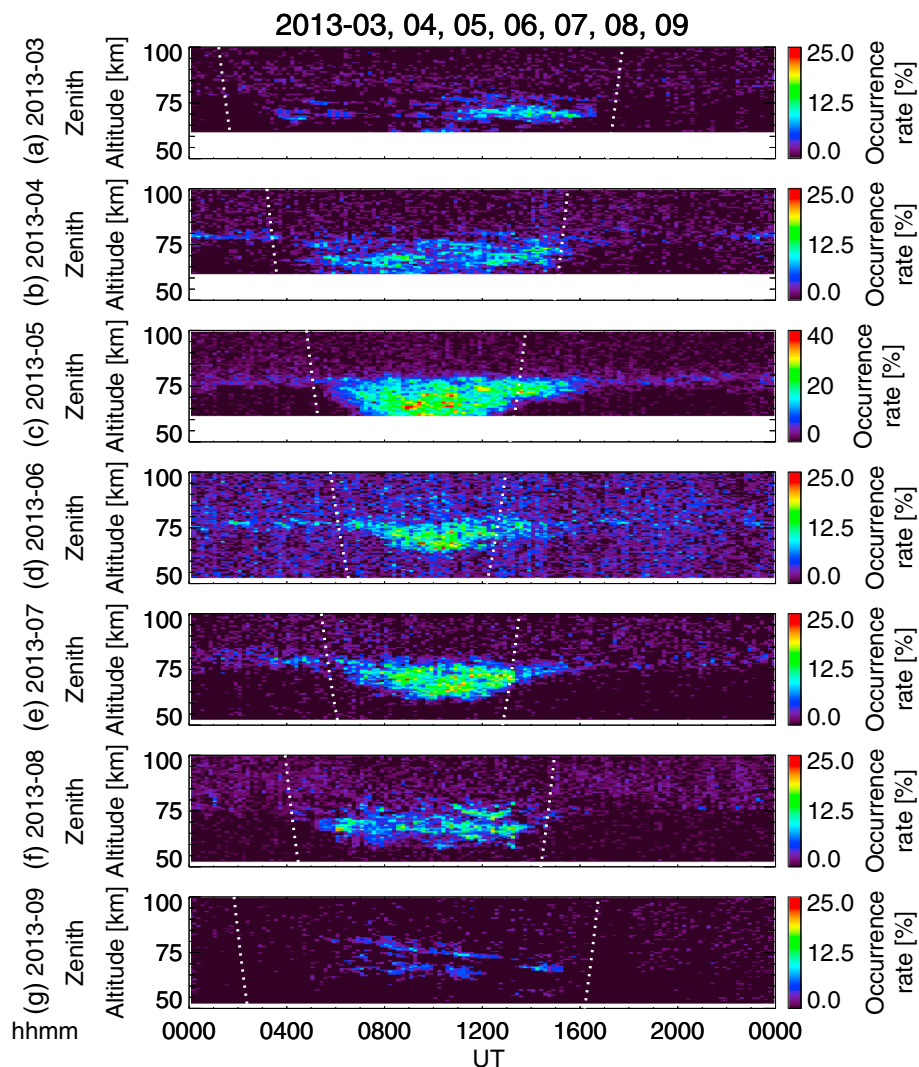 2013-03, 04, 05, 06, 07, 08, 09
(a) 2013-03
Zenith
Altitude [km]
100
75
50
25.0
12.5
0.0
Occurrence
rate [%]
(b) 2013-04
Zenith
Altitude [km]
100
75
50
25.0
12.5
0.0
Occurrence
rate [%]
(c) 2013-05
Zenith
Altitude [km]
100
75
50
40
20
0
Occurrence
rate [%]
(d) 2013-06
Zenith
Altitude [km]
100
75
50
25.0
12.5
0.0
Occurrence
rate [%]
(e) 2013-07
Zenith
Altitude [km]
100
75
50
25.0
12.5
0.0
Occurrence
rate [%]
(f) 2013-08
Zenith
Altitude [km]
100
75
50
25.0
12.5
0.0
Occurrence
rate [%]
(g) 2013-09
Zenith
Altitude [km]
100
75
50
25.0
12.5
0.0
Occurrence
rate [%]
hhmm 0000 0400 0800 1200 1600 2000 0000
UT